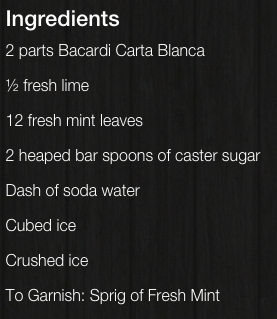 Ingredients
2 parts Bacardi Carta Blanca
½ fresh lime
12 fresh mint leaves
2 heaped bar spoons of caster sugar
Dash of soda water
Cubed ice
Crushed ice
To Garnish: Sprig of Fresh Mint